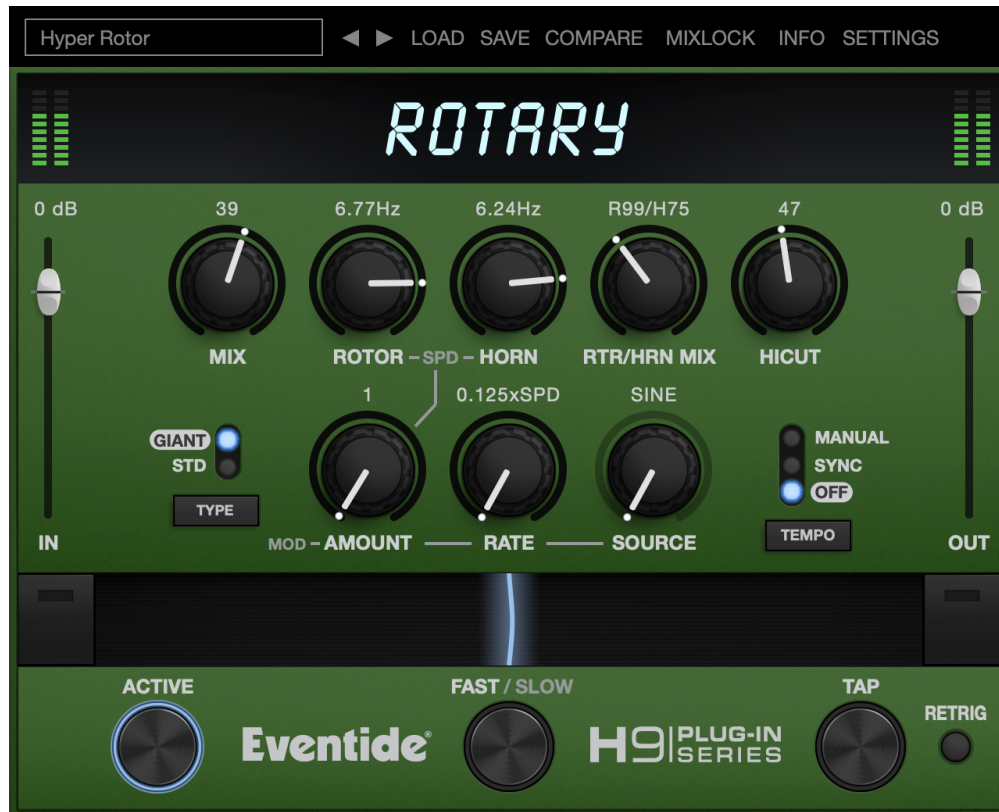 Hyper Rotor
LOAD SAVE COMPARE MIXLOCK INFO SETTINGS
ROTARY
0 dB 39 6.77Hz 6.24Hz R99/H75 47 0 dB
MIX ROTOR SPD HORN RTR/HRN MIX HICUT
1 0.125xSPD SINE
GIANT MANUAL
STD SYNC
OFF
TYPE TEMPO
IN MOD AMOUNT RATE SOURCE OUT
ACTIVE FAST / SLOW TAP
RETRIG
Eventide® H9 PLUG-IN
SERIES